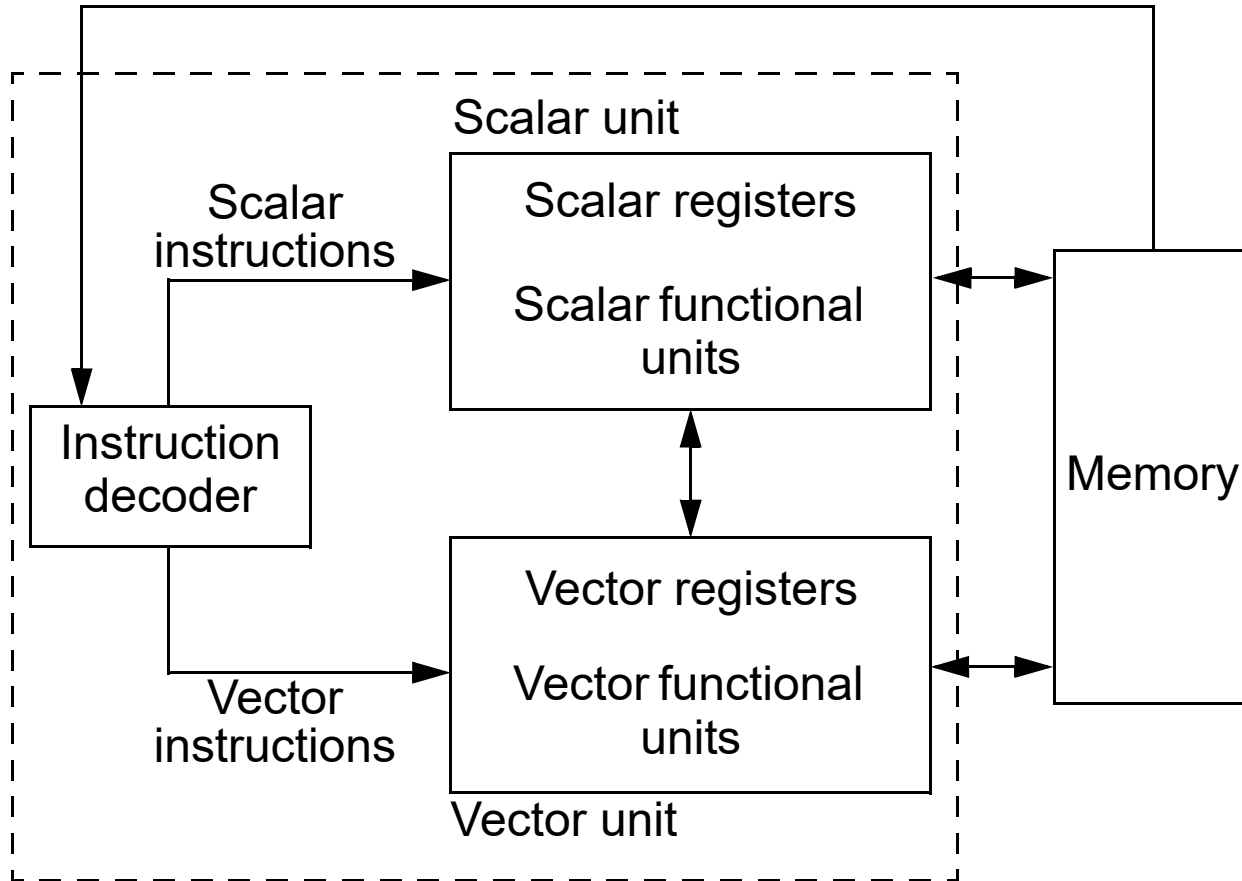 Scalar unit
Scalar registers
Scalar
instructions
Scalar functional
units
Instruction
decoder
Memory
Vector registers
Vector functional
units
Vector
instructions
Vector unit